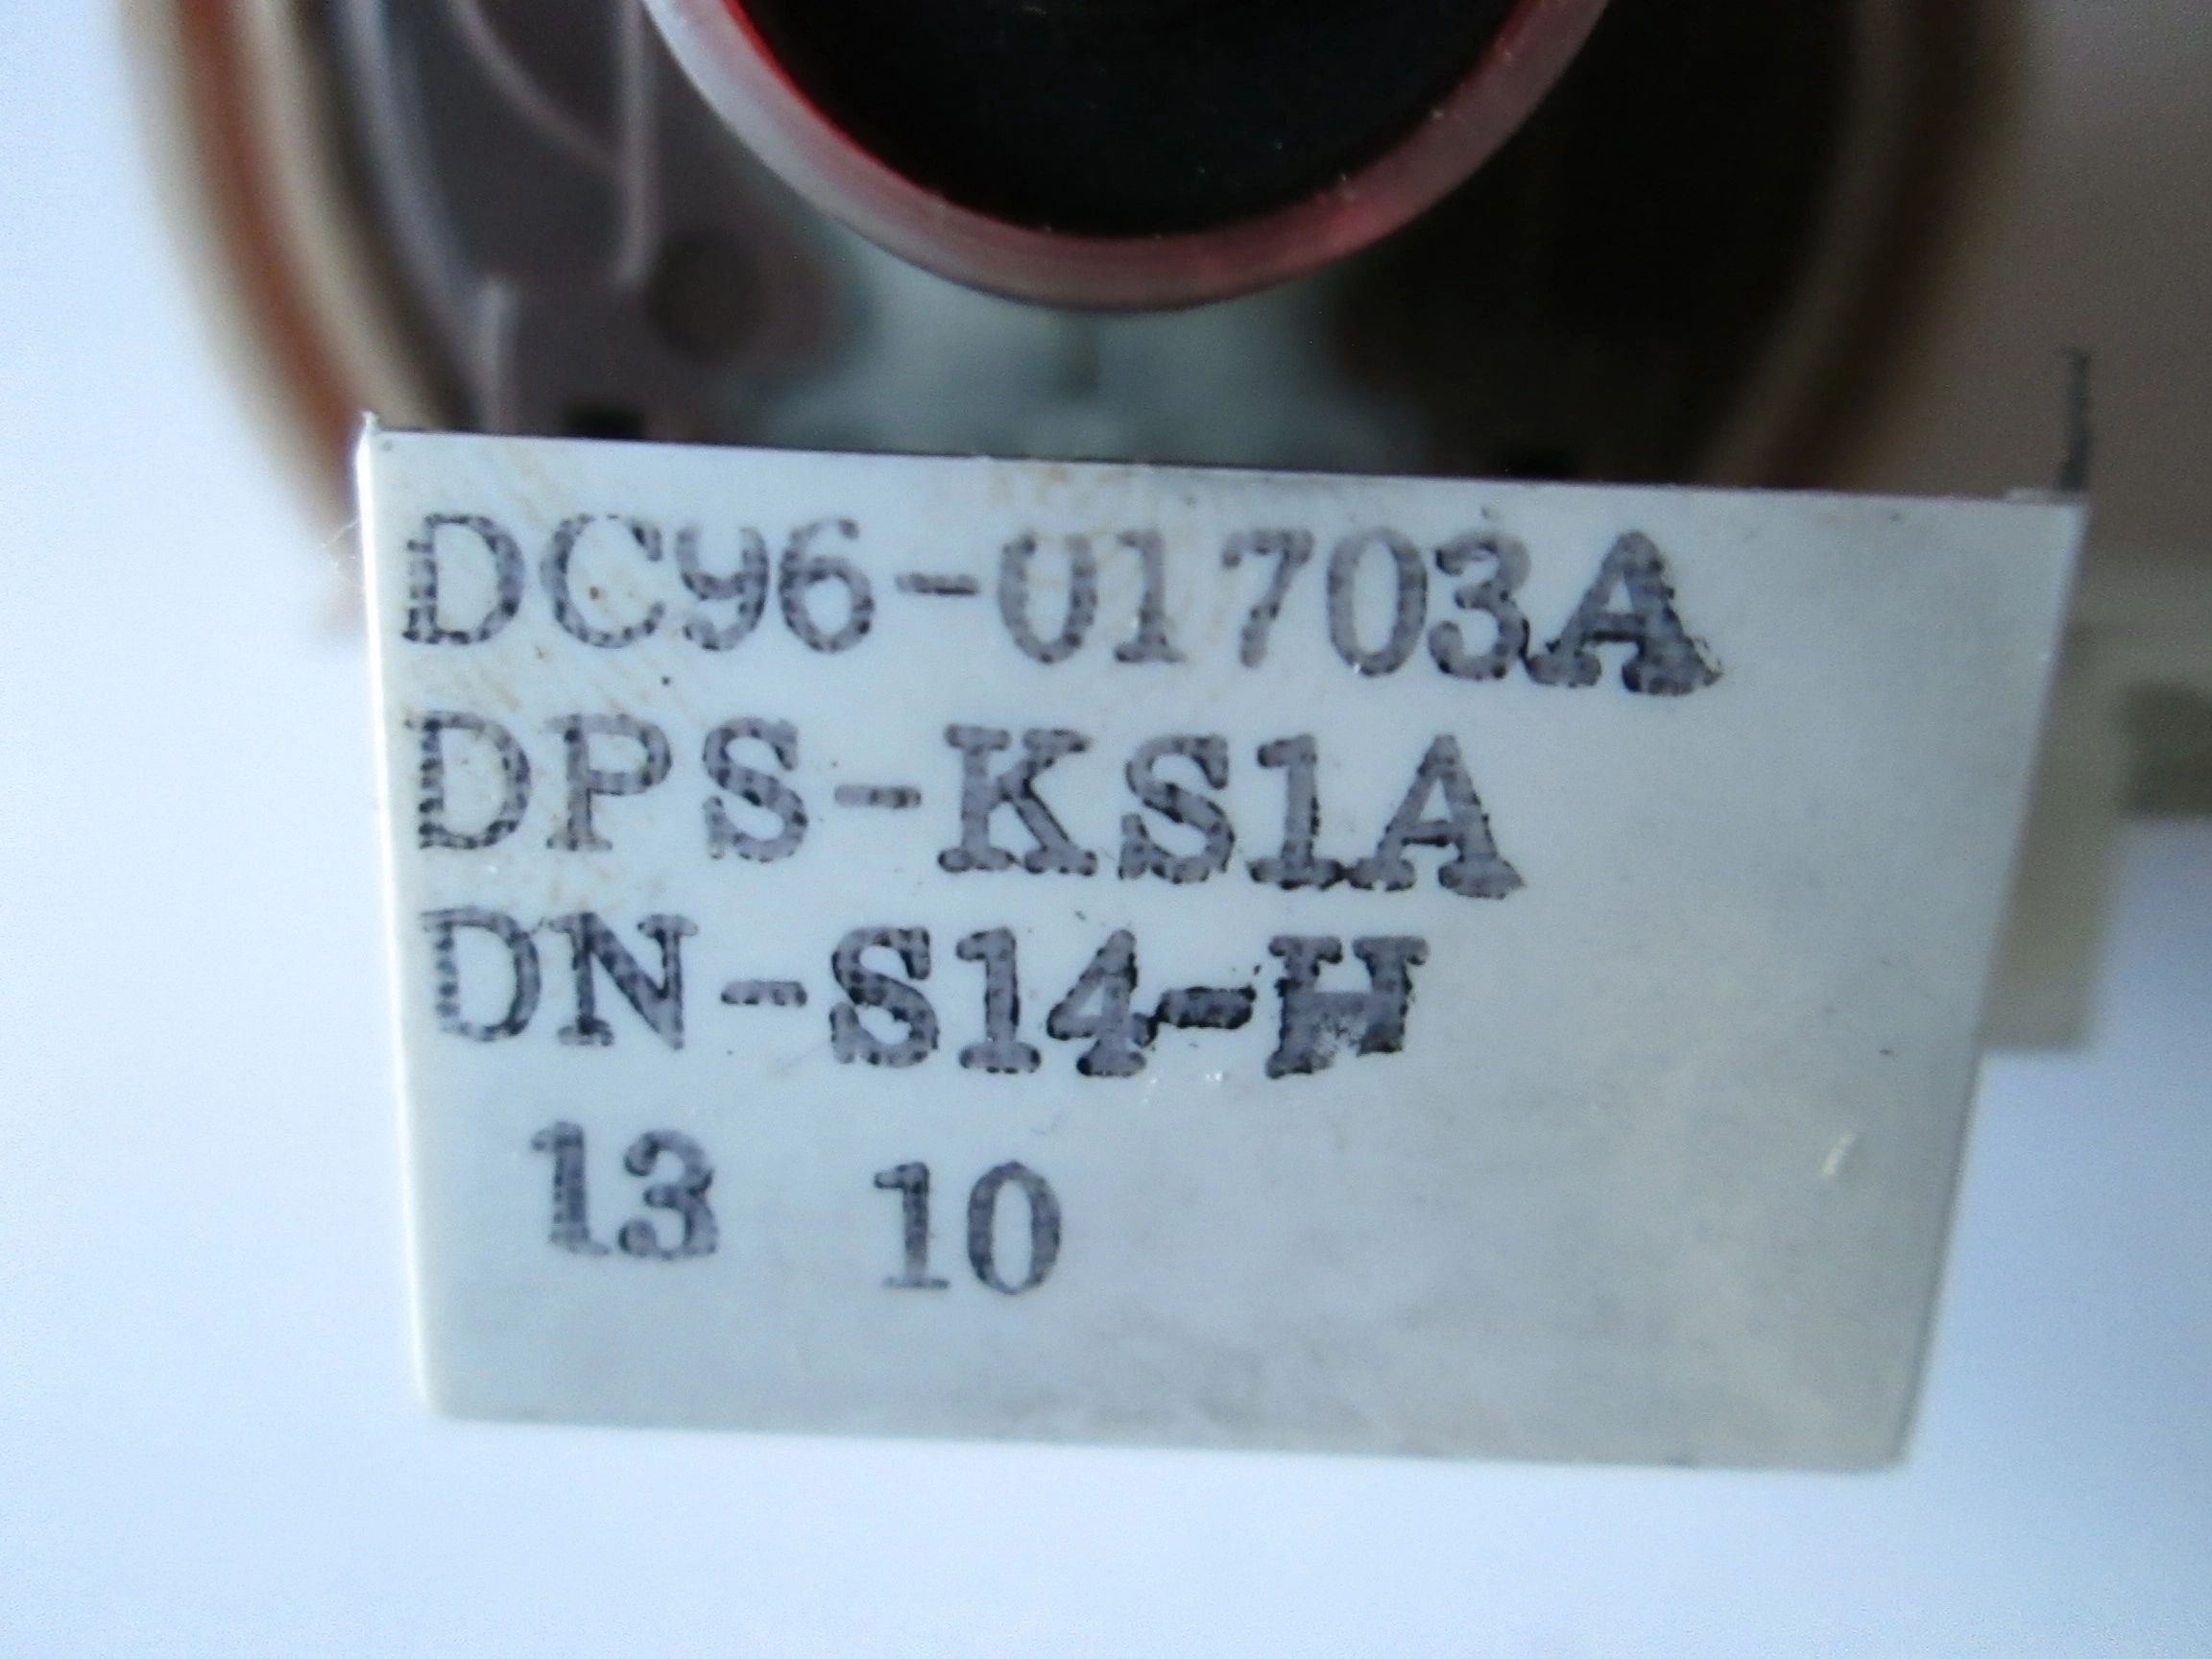 DC96-01703A
DPS-KS1A
DN-S14-H
13 10